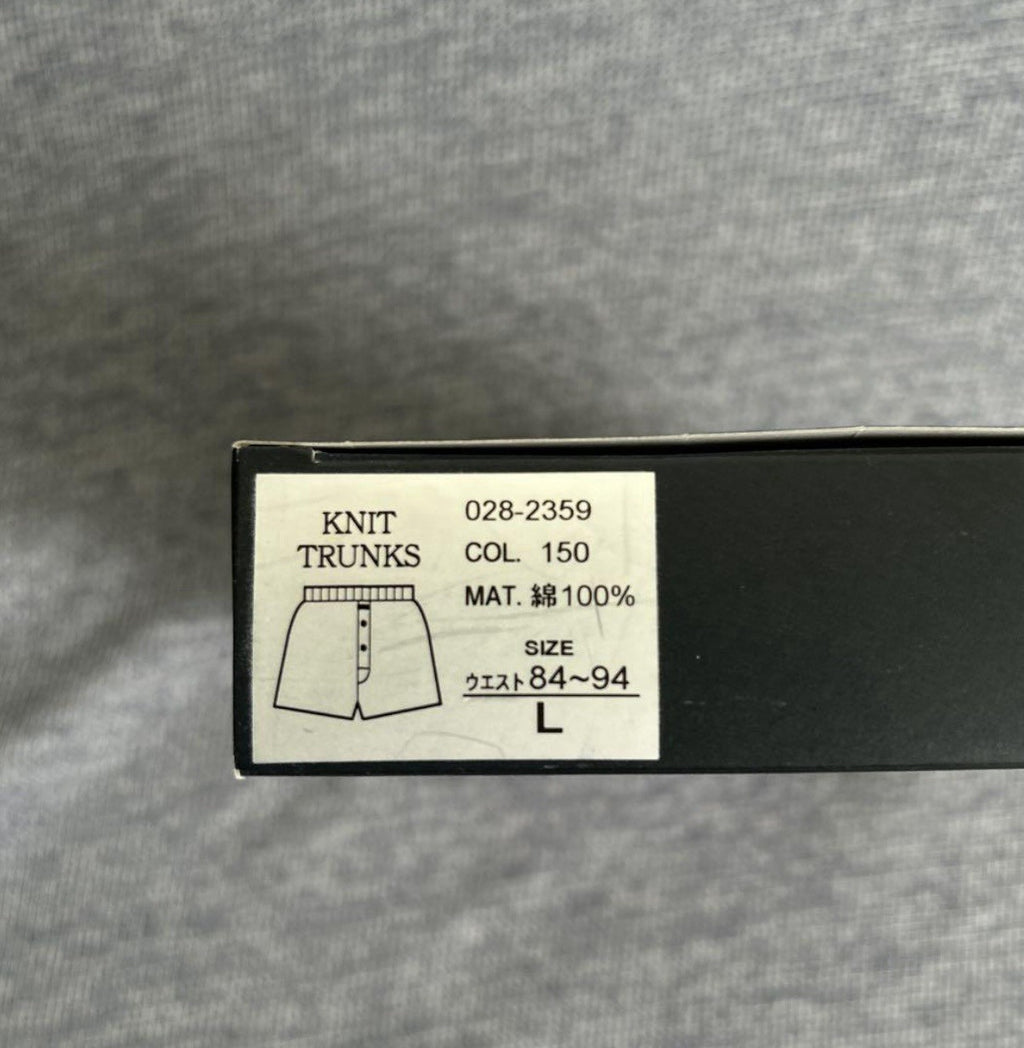 KNIT
TRUNKS
028-2359
COL. 150
MAT. 綿100%
SIZE
ウエスト84~94
L